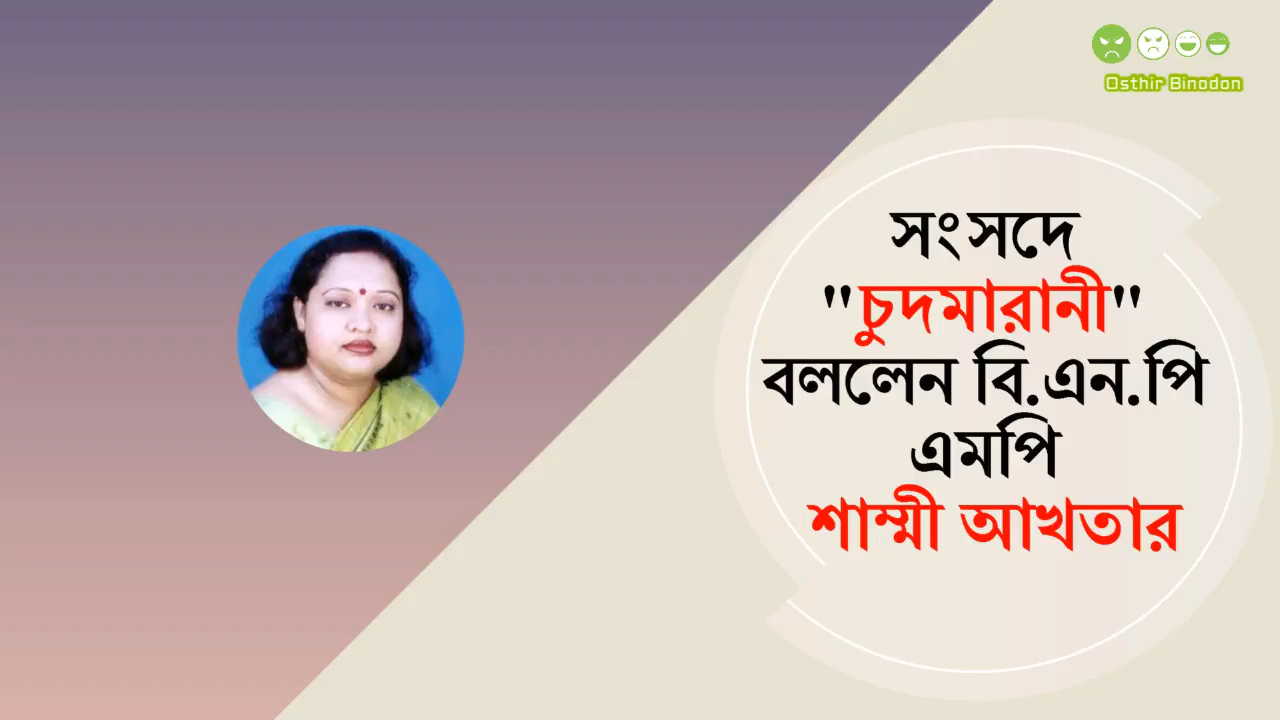 Osthir Binodon
সংসদে
"চুদমারানী"
বললেন বি.এন.পি
এমপি
শাম্মী আখতার